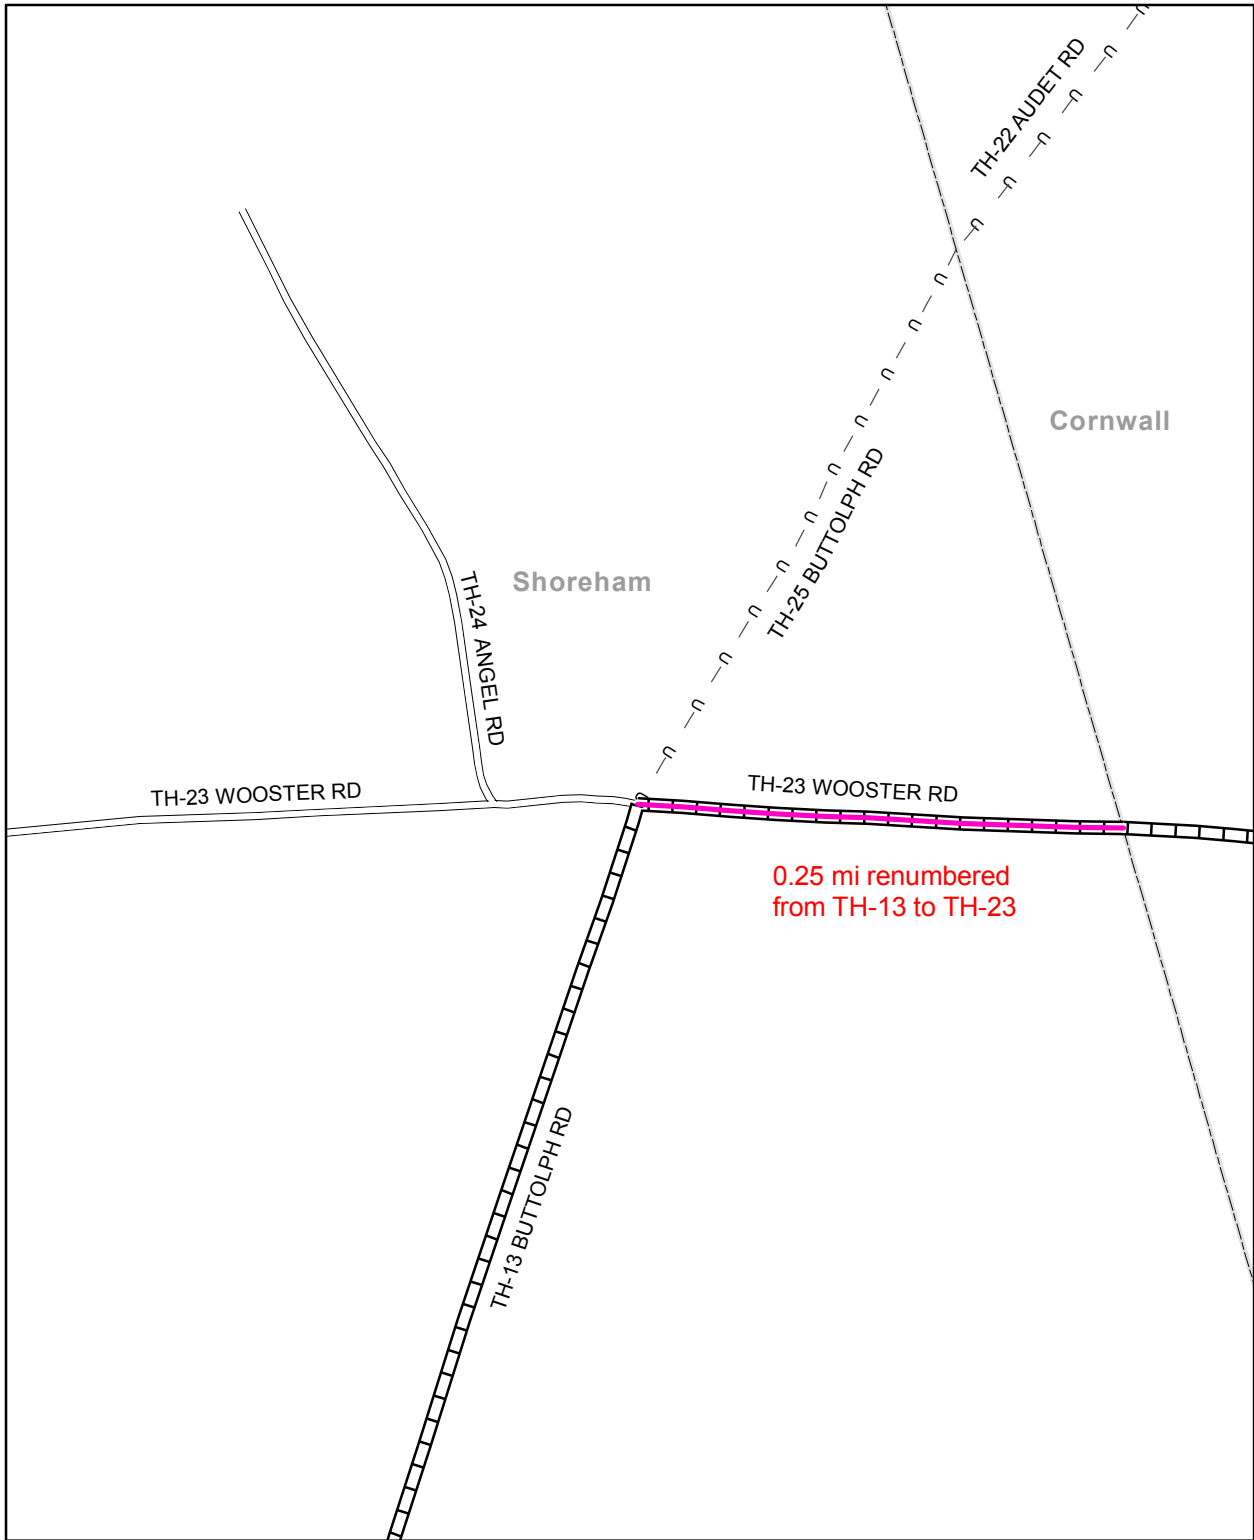 TH-22 AUDET RD
Cornwall
TH-25 BUTTOLPH RD
Shoreham
TH-24 ANGEL RD
TH-23 WOOSTER RD
TH-23 WOOSTER RD
0.25 mi renumbered
from TH-13 to TH-23
TH-13 BUTTOLPH RD